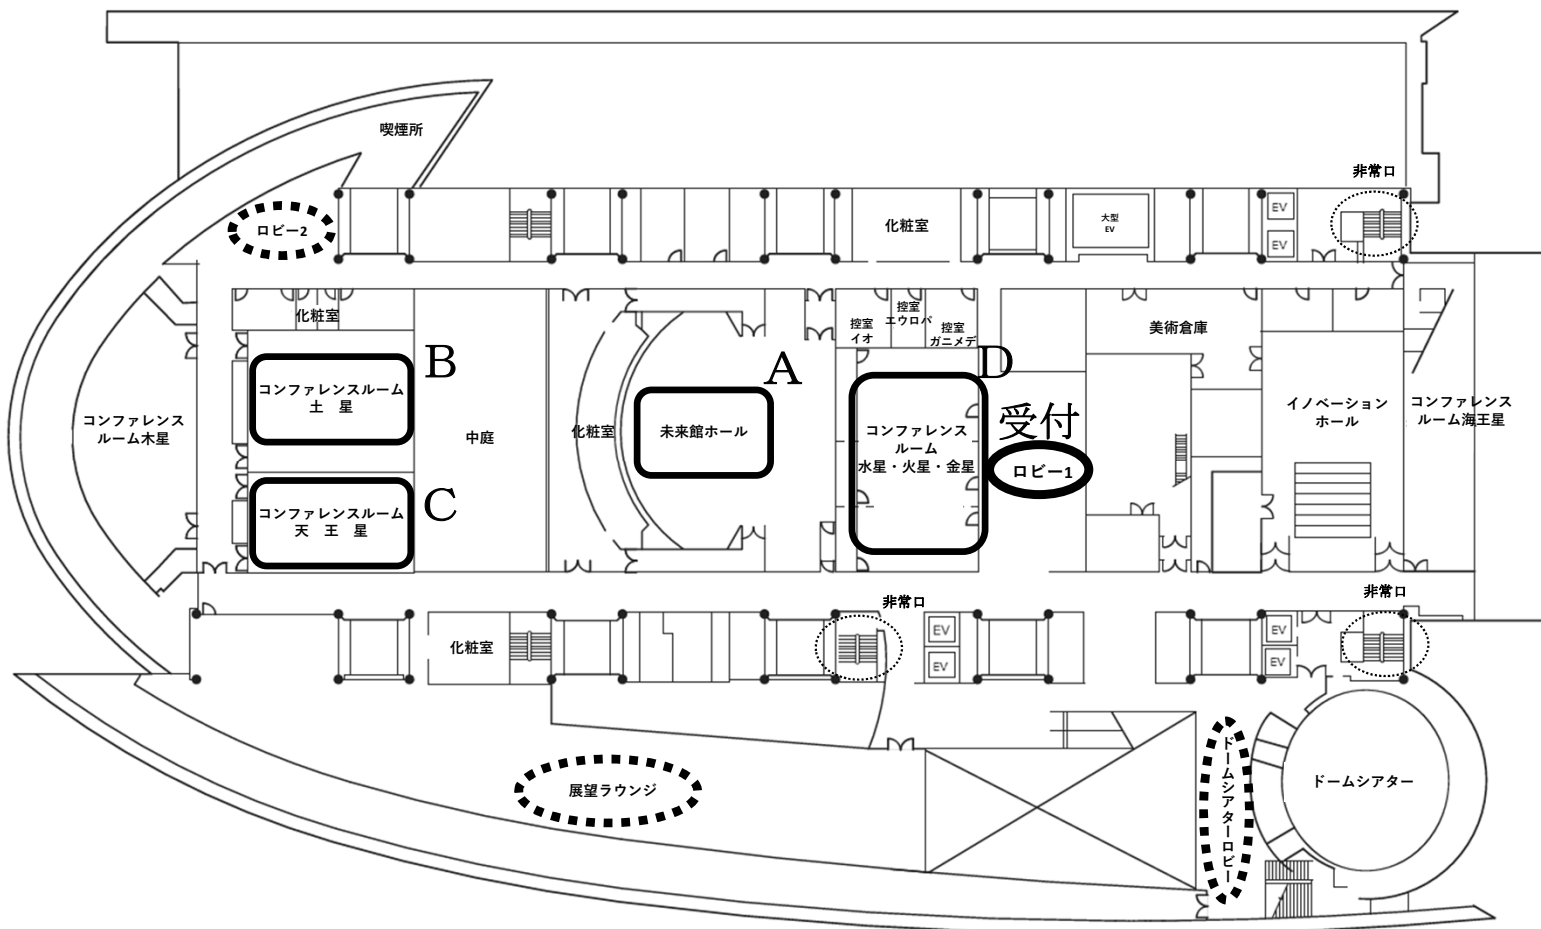 喫煙所
非常口
ロビー2
化粧室
大型
EV
EV
EV
化粧室
控室
イオ
控室
エウロパ
控室
ガニメデ
美術倉庫
B
A
D
コンファレンスルーム
土　星
コンファレンス
ルーム木星
中庭
化粧室
未来館ホール
コンファレンス
ルーム
水星・火星・金星
受付
ロビー1
イノベーション
ホール
コンファレンス
ルーム海王星
C
コンファレンスルーム
天　王　星
非常口
非常口
化粧室
EV
EV
EV
EV
展望ラウンジ
ドームシアターロビー
ドームシアター